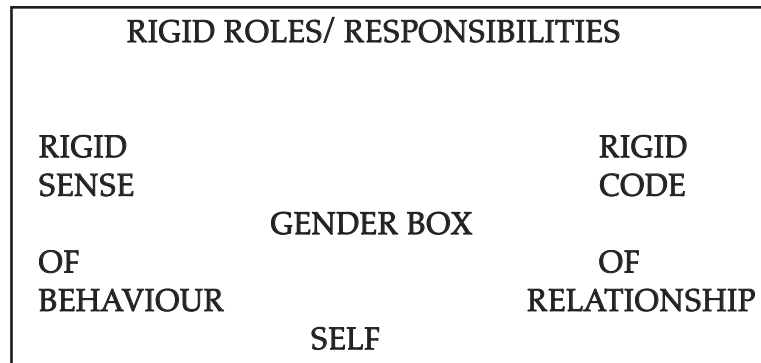 RIGID ROLES/ RESPONSIBILITIES
RIGID RIGID
SENSE CODE
GENDER BOX
OF OF
BEHAVIOUR RELATIONSHIP
SELF